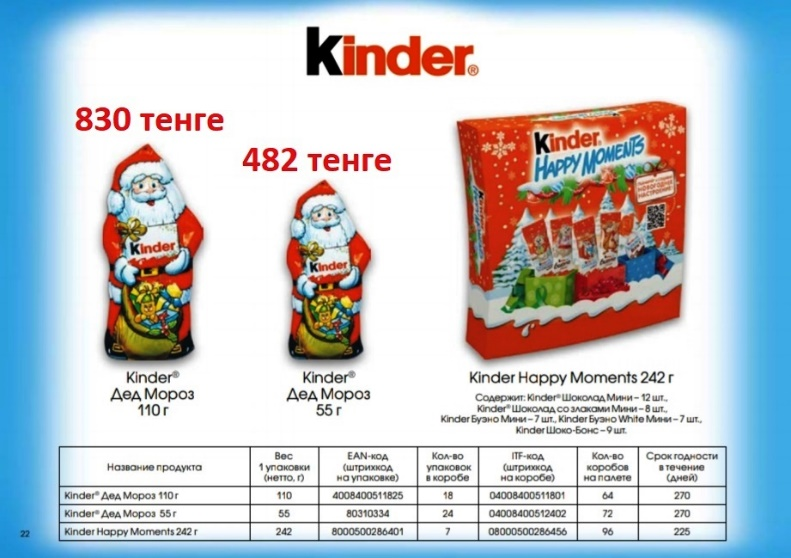 Kinder®
830 тенге
482 тенге
Kinder
Kinder
Kinder
HAPPY MOMENTS
НОВОГОДНЕЕ
НАСТРОЕНИЕ
Kinder®
Дед Мороз
110 г
Kinder®
Дед Мороз
55 г
Kinder Happy Moments 242 г
Содержит: Kinder® Шоколад Мини – 12 шт.,
Kinder® Шоколад со злаками Мини – 8 шт.,
Kinder Буэно Мини – 7 шт., Kinder Буэно White Мини – 7 шт.,
Kinder Шоко-Бонс – 9 шт.
Название продукта | Вес 1 упаковки (нетто, г) | EAN-код (штрихкод на упаковке) | Кол-во упаковок в коробе | ITF-код (штрихкод на коробе) | Кол-во коробов на палете | Срок годности в течение (дней)
Kinder® Дед Мороз 110 г | 110 | 4008400511825 | 18 | 04008400511801 | 64 | 270
Kinder® Дед Мороз 55 г | 55 | 80310334 | 24 | 04008400512402 | 72 | 270
Kinder Happy Moments 242 г | 242 | 8000500286401 | 7 | 08000500286456 | 96 | 225
22